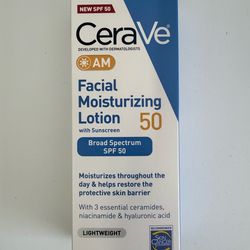 NEW SPF 50
CeraVe
DEVELOPED WITH DERMATOLOGISTS
AM
Facial
Moisturizing
Lotion 50
with Sunscreen
Broad Spectrum
SPF 50
Moisturizes throughout the
day & helps restore the
protective skin barrier
With 3 essential ceramides,
niacinamide & hyaluronic acid
LIGHTWEIGHT